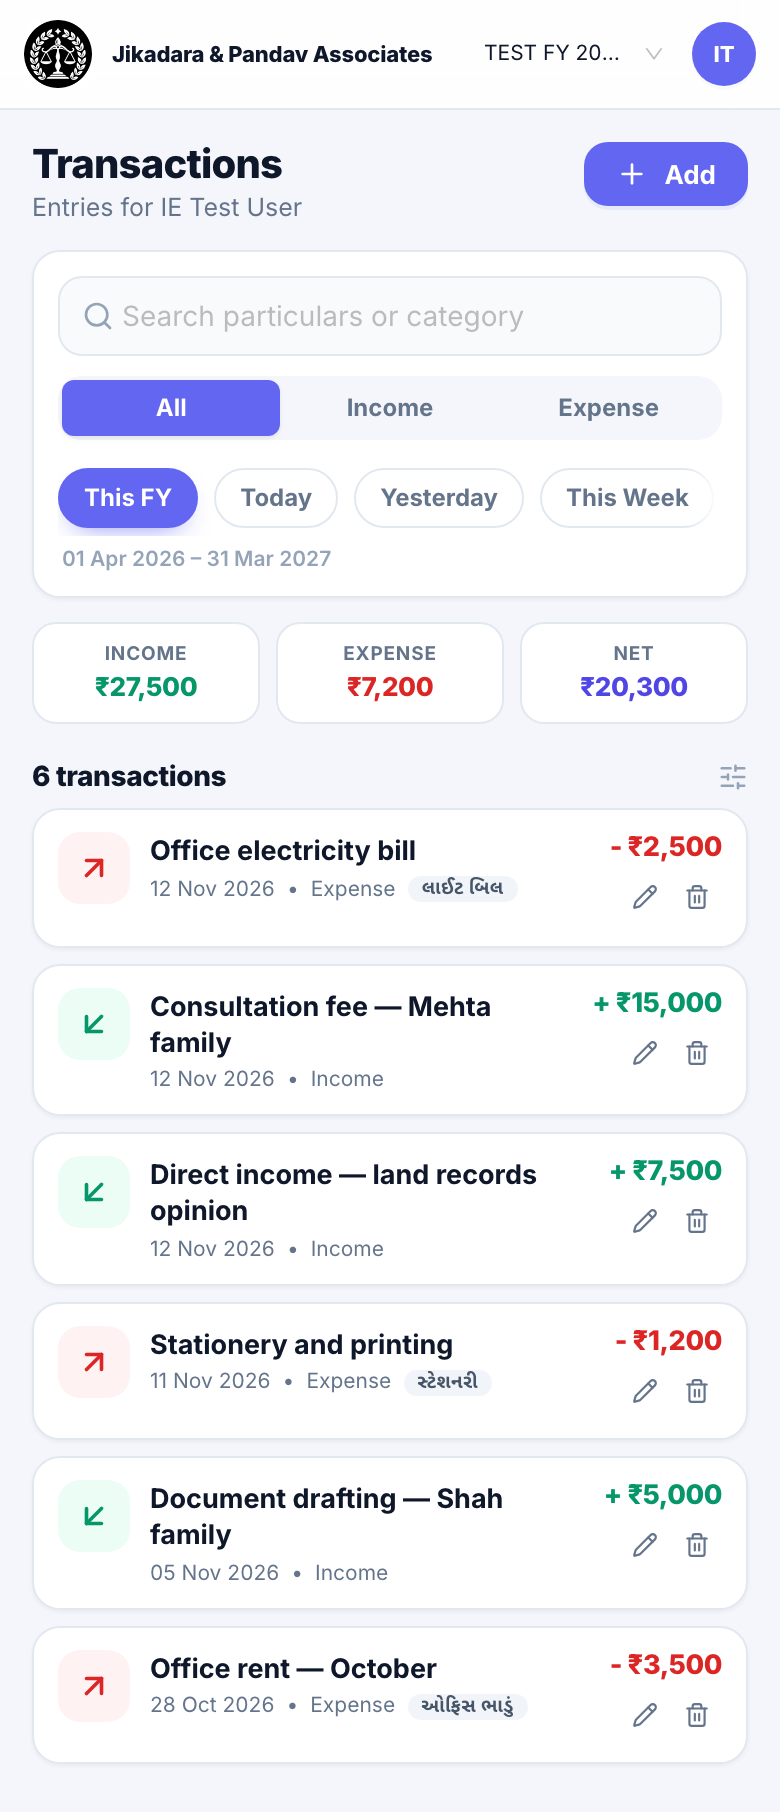 Jikadara & Pandav Associates
TEST FY 20...
IT
Transactions
Add
Entries for IE Test User
Search particulars or category
All
Income
Expense
This FY
Today
Yesterday
This Week
01 Apr 2026 – 31 Mar 2027
INCOME
₹27,500
EXPENSE
₹7,200
NET
₹20,300
6 transactions
Office electricity bill
- ₹2,500
12 Nov 2026 • Expense લાઈટ બિલ
Consultation fee — Mehta
family
+ ₹15,000
12 Nov 2026 • Income
Direct income — land records
opinion
+ ₹7,500
12 Nov 2026 • Income
Stationery and printing
- ₹1,200
11 Nov 2026 • Expense સ્ટેશનરી
Document drafting — Shah
family
+ ₹5,000
05 Nov 2026 • Income
Office rent — October
- ₹3,500
28 Oct 2026 • Expense ઓફિસ ભાડું